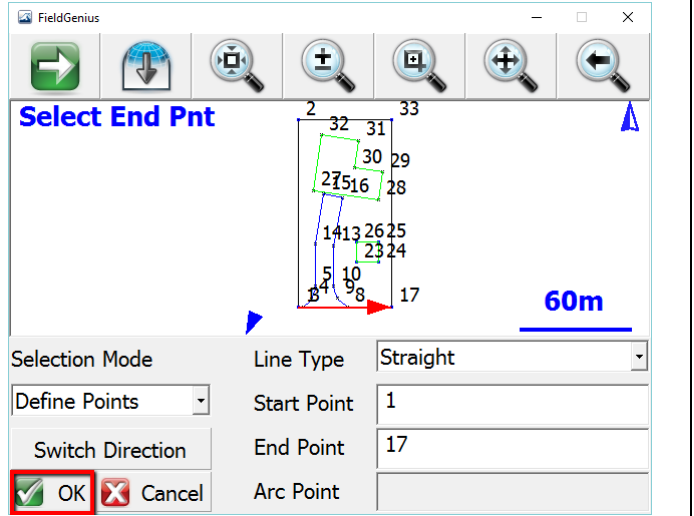 FieldGenius
Select End Pnt
2 33
32 31
30 29
27 15 16 28
14 13 26 25
23 24
5 10
4 9
1 3 8 17
60m
Selection Mode
Line Type Straight
Define Points
Start Point 1
Switch Direction
End Point 17
OK Cancel
Arc Point